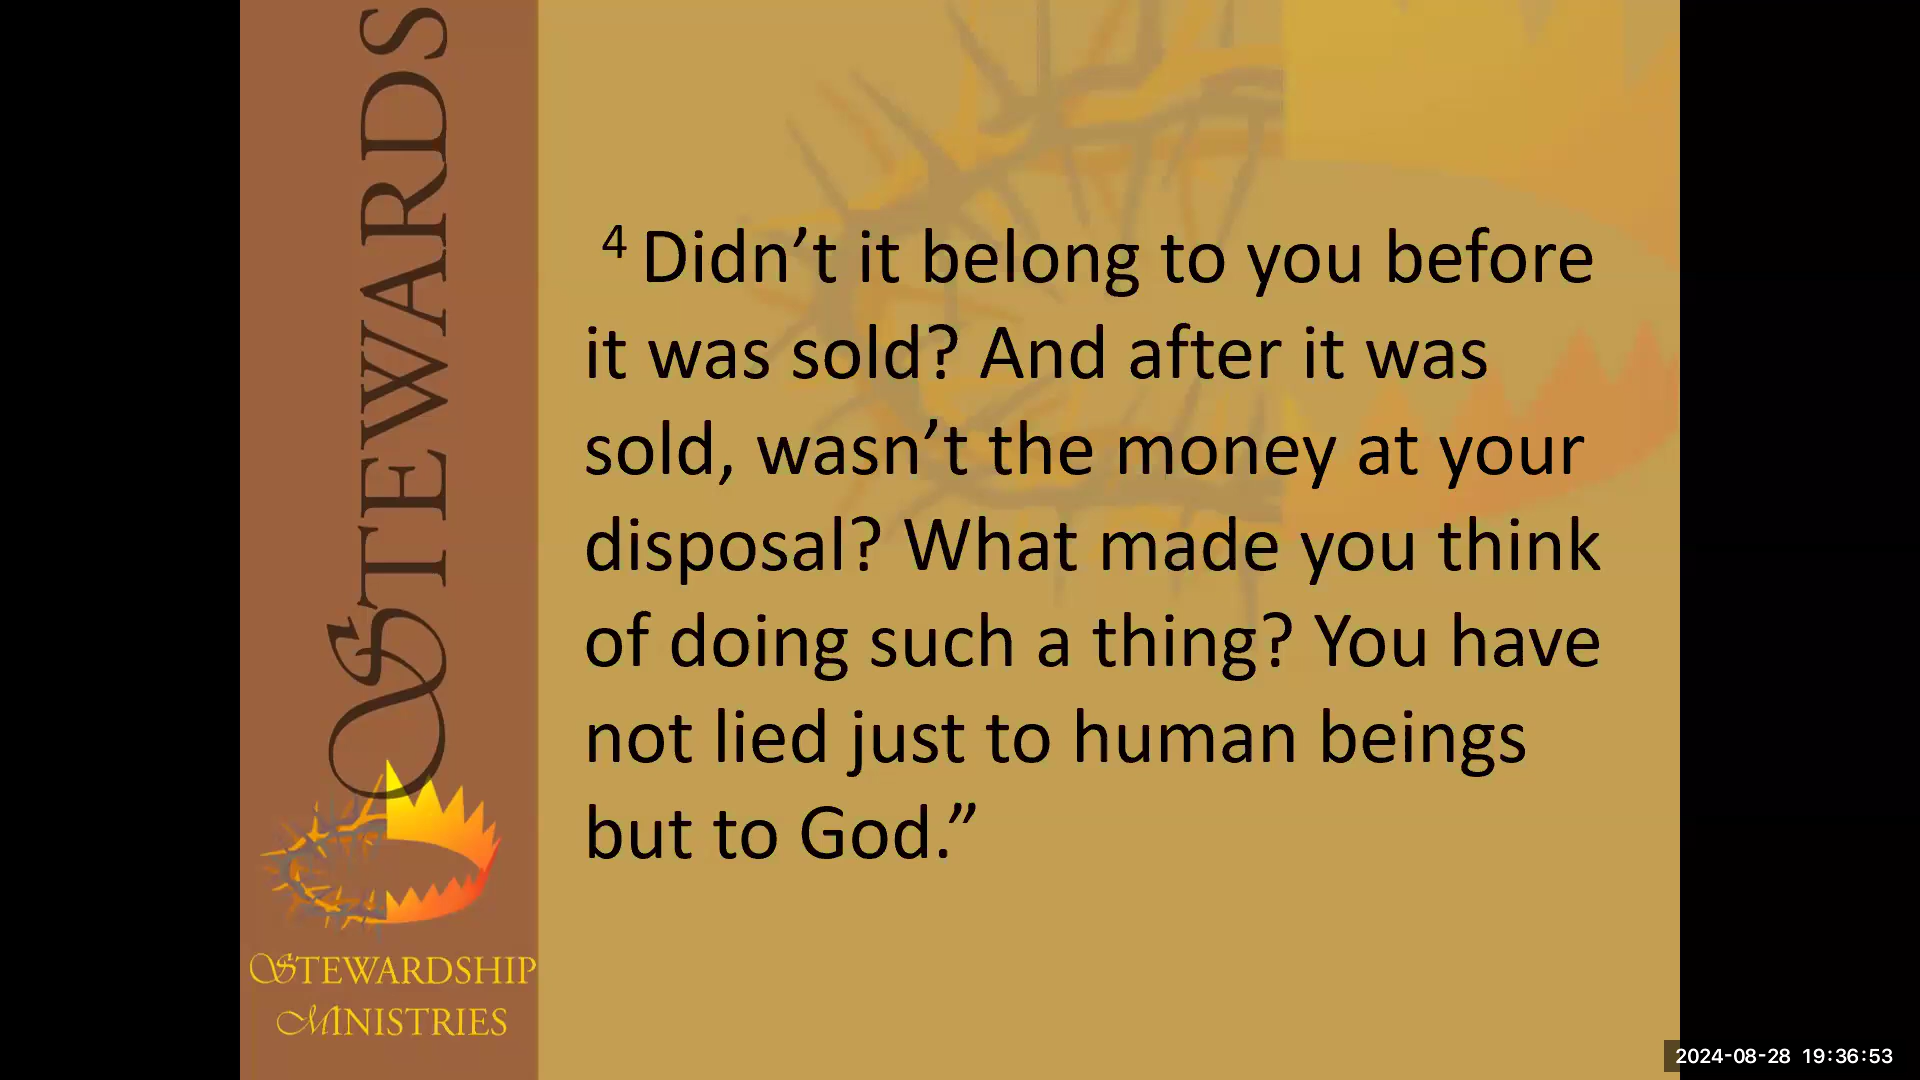 STEWARDS
4 Didn’t it belong to you before
it was sold? And after it was
sold, wasn’t the money at your
disposal? What made you think
of doing such a thing? You have
not lied just to human beings
but to God.”
STEWARDSHIP
MINISTRIES
2024-08-28 19:36:53